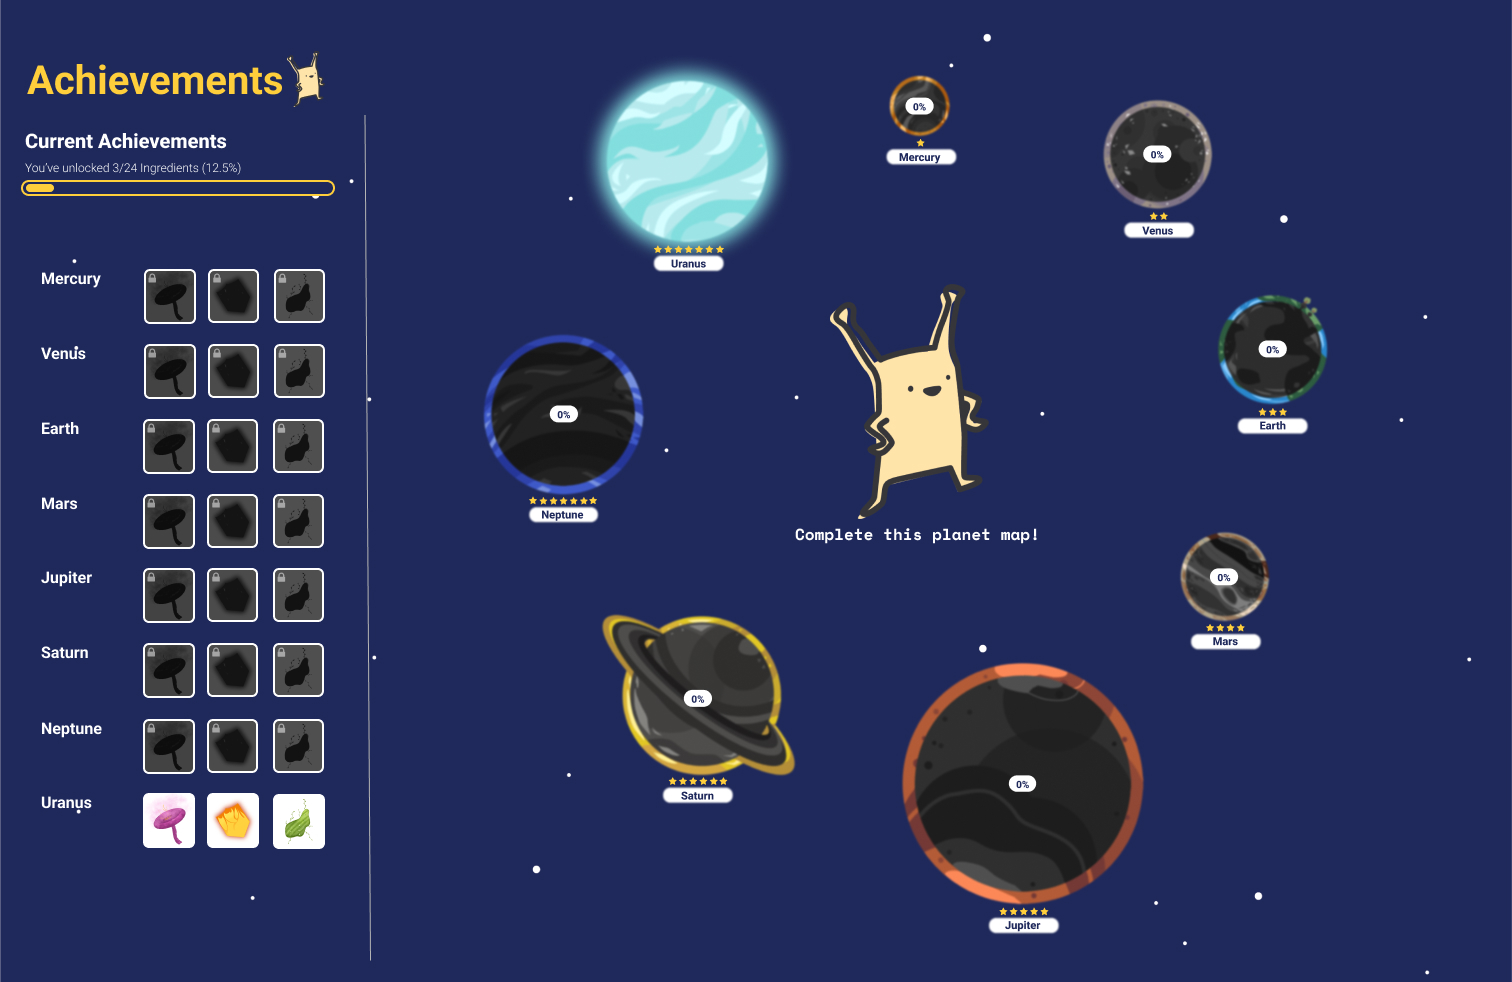 Achievements
Current Achievements
You've unlocked 3/24 Ingredients (12.5%)
Mercury
Venus
Earth
Mars
Jupiter
Saturn
Neptune
Uranus
0%
Mercury
0%
Venus
Uranus
0%
Earth
0%
Neptune
Complete this planet map!
0%
Mars
0%
Saturn
0%
Jupiter